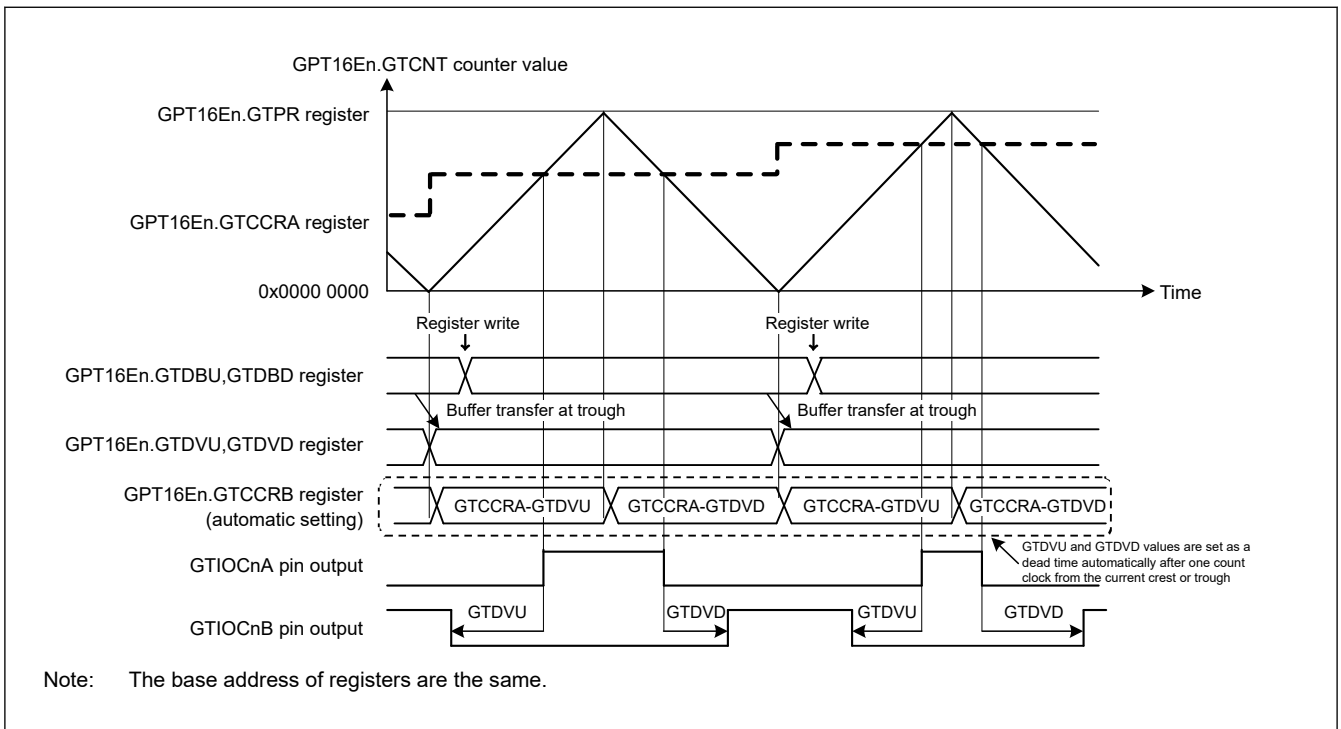 GPT16En.GTCNT counter value
GPT16En.GTPR register
GPT16En.GTCCRA register
0x0000 0000
Time
Register write
Register write
GPT16En.GTDBU,GTDBD register
Buffer transfer at trough
Buffer transfer at trough
GPT16En.GTDVU,GTDVD register
GPT16En.GTCCRB register
(automatic setting)
GTCCRA-GTDVU
GTCCRA-GTDVD
GTCCRA-GTDVU
GTCCRA-GTDVD
GTDVU and GTDVD values are set as a
dead time automatically after one count
clock from the current crest or trough
GTIOCnA pin output
GTDVU
GTDVD
GTDVU
GTDVD
GTIOCnB pin output
Note: The base address of registers are the same.